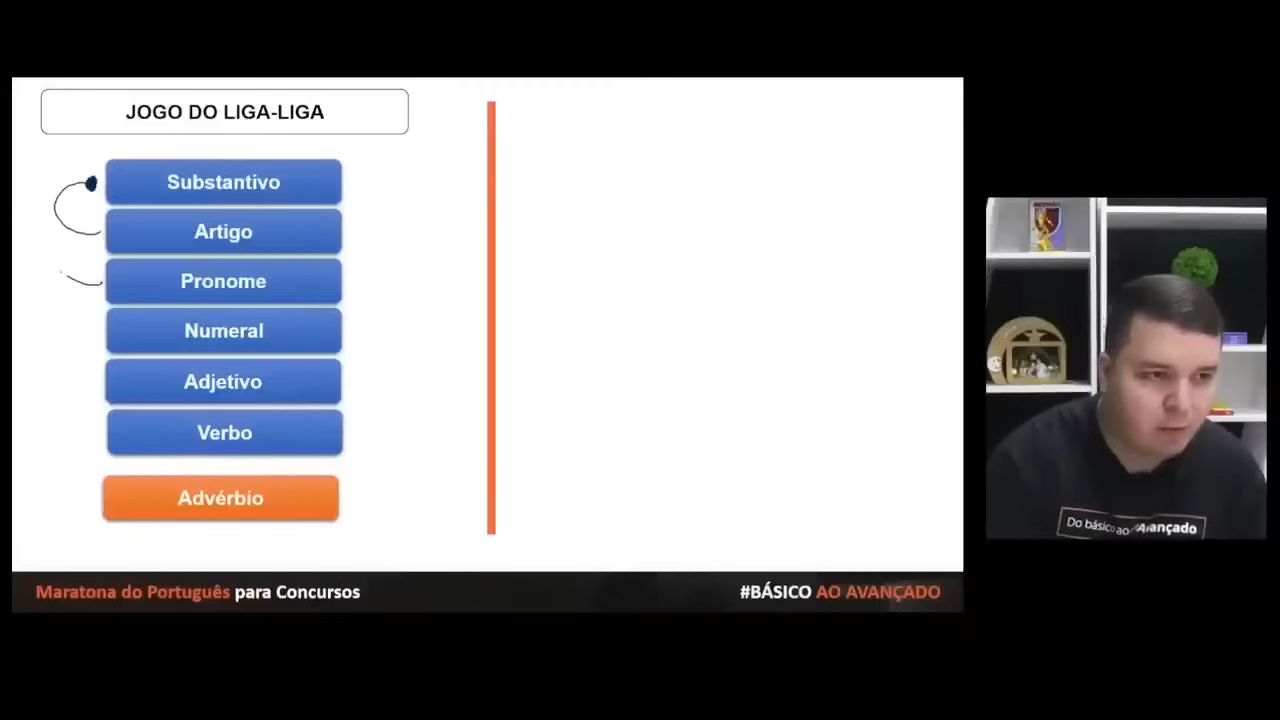 JOGO DO LIGA-LIGA
Substantivo
Artigo
Pronome
Numeral
Adjetivo
Verbo
Advérbio
Maratona do Português para Concursos
#BÁSICO AO AVANÇADO
Do básico ao Avançado